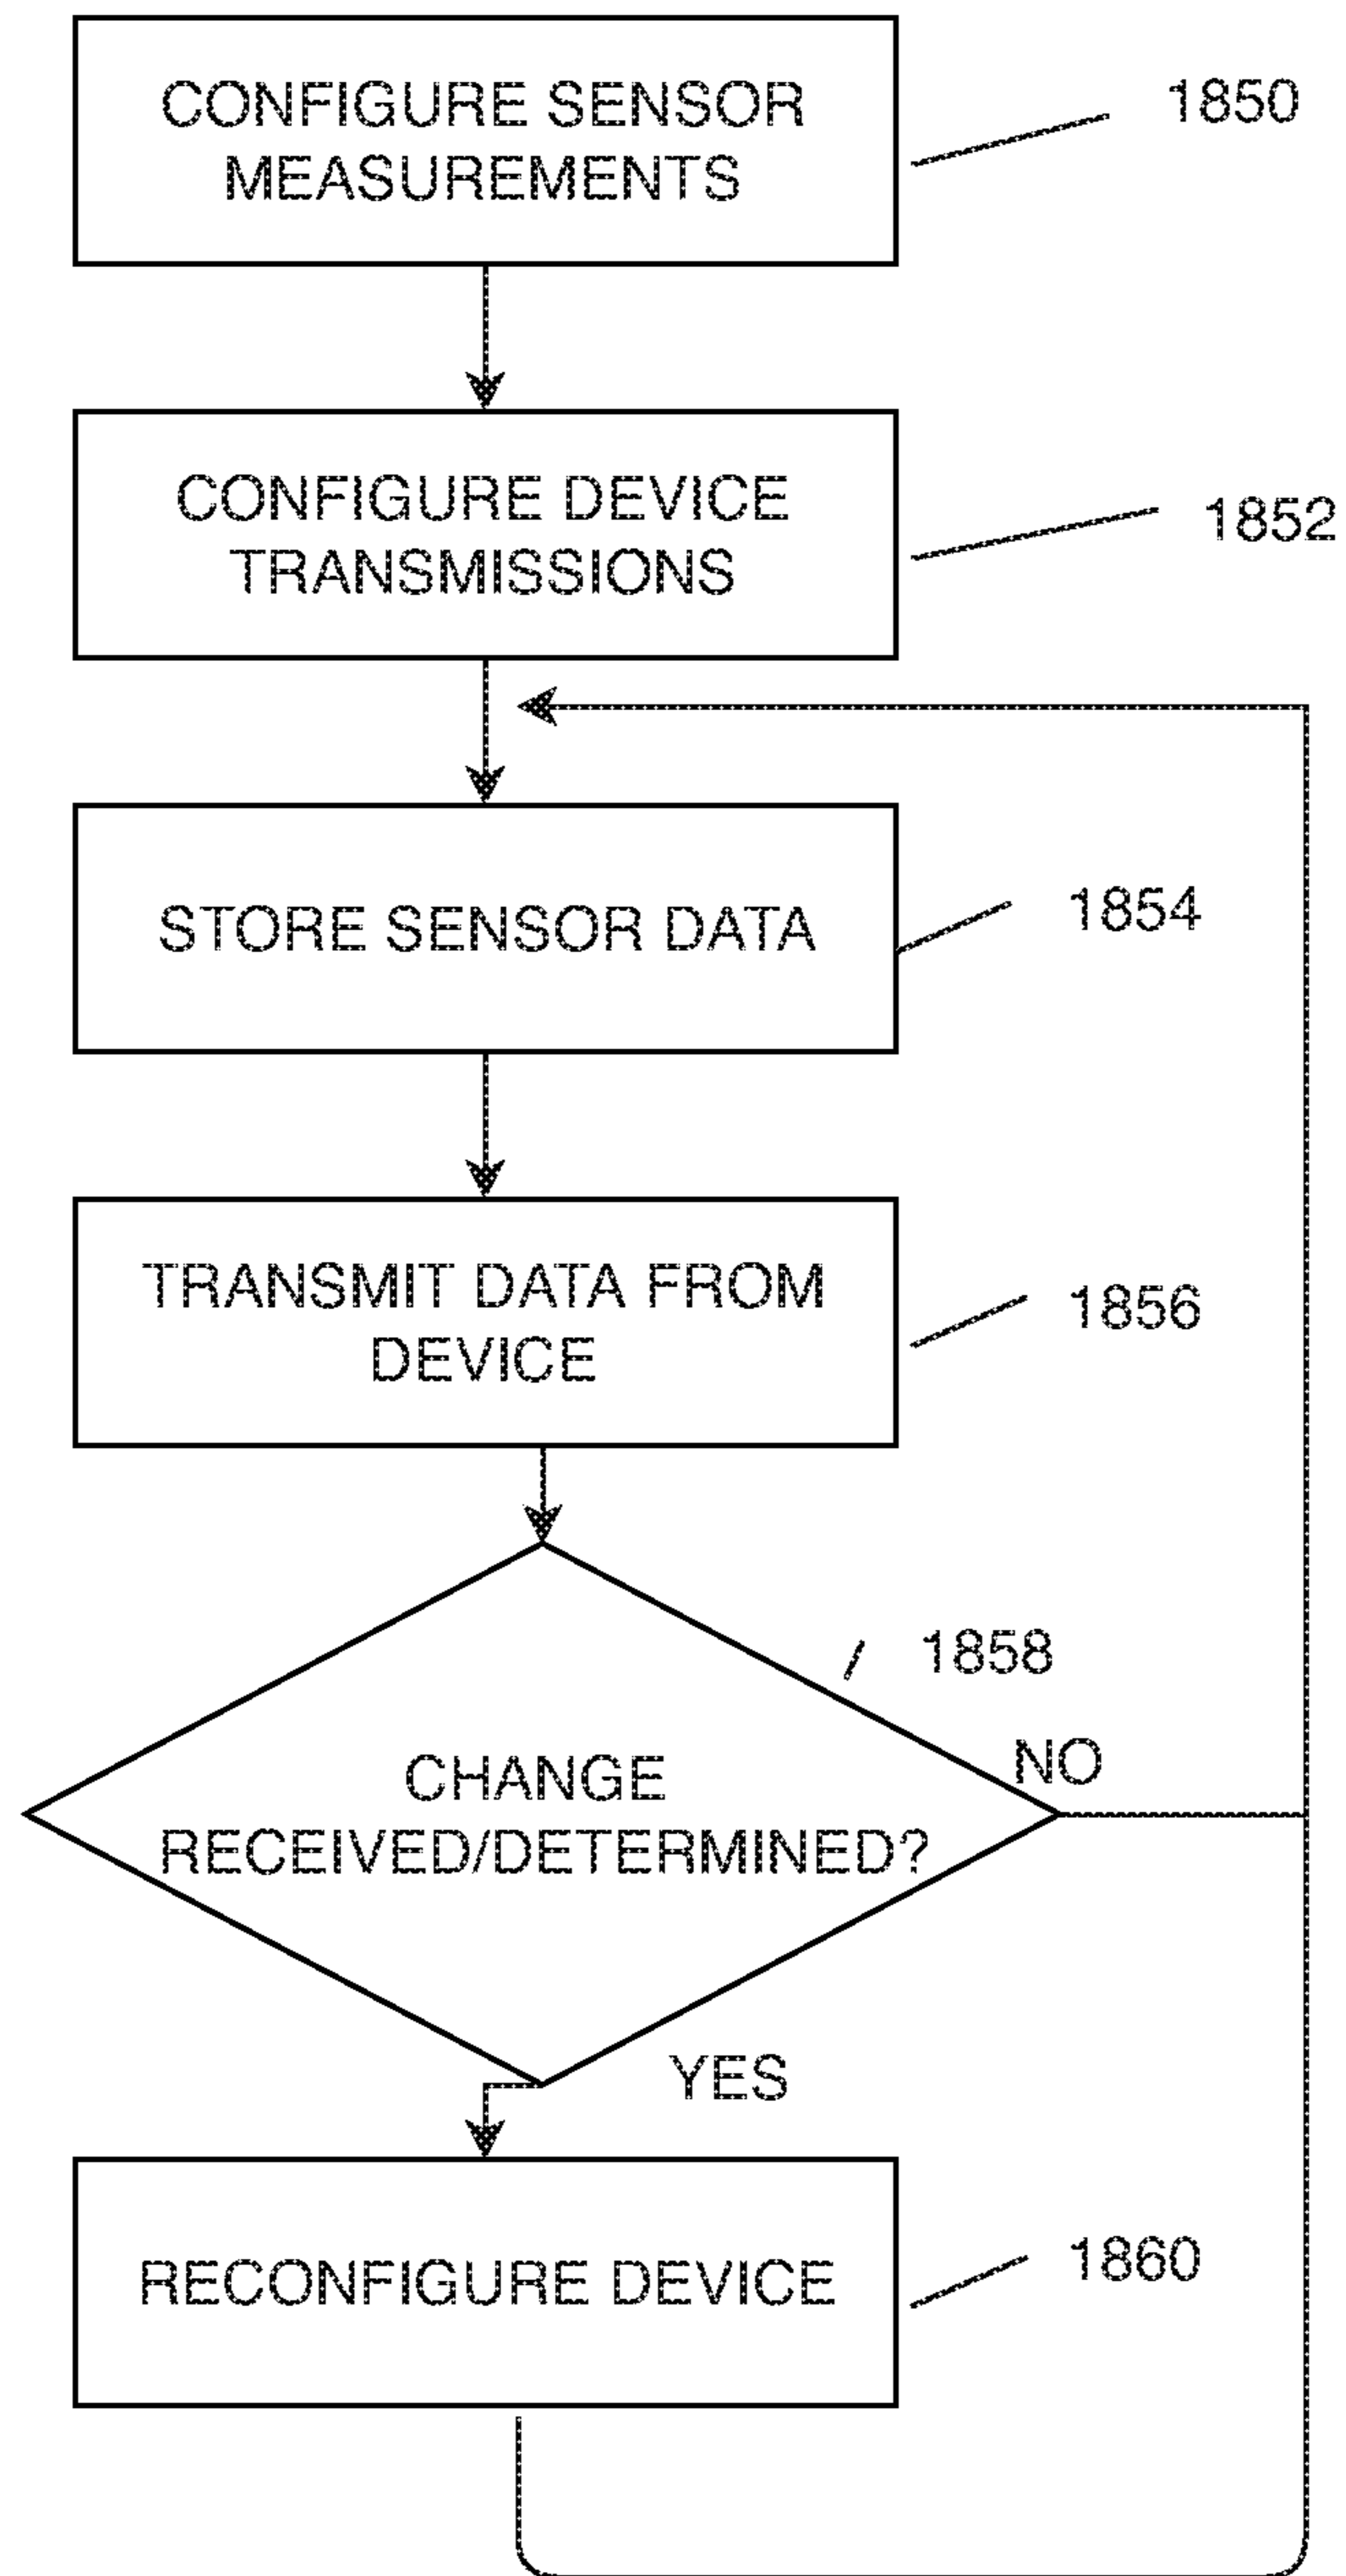 CONFIGURE SENSOR
MEASUREMENTS
1850
CONFIGURE DEVICE
TRANSMISSIONS
1852
STORE SENSOR DATA
1854
TRANSMIT DATA FROM
DEVICE
1856
1858
NO
CHANGE
RECEIVED/DETERMINED?
YES
RECONFIGURE DEVICE
1860